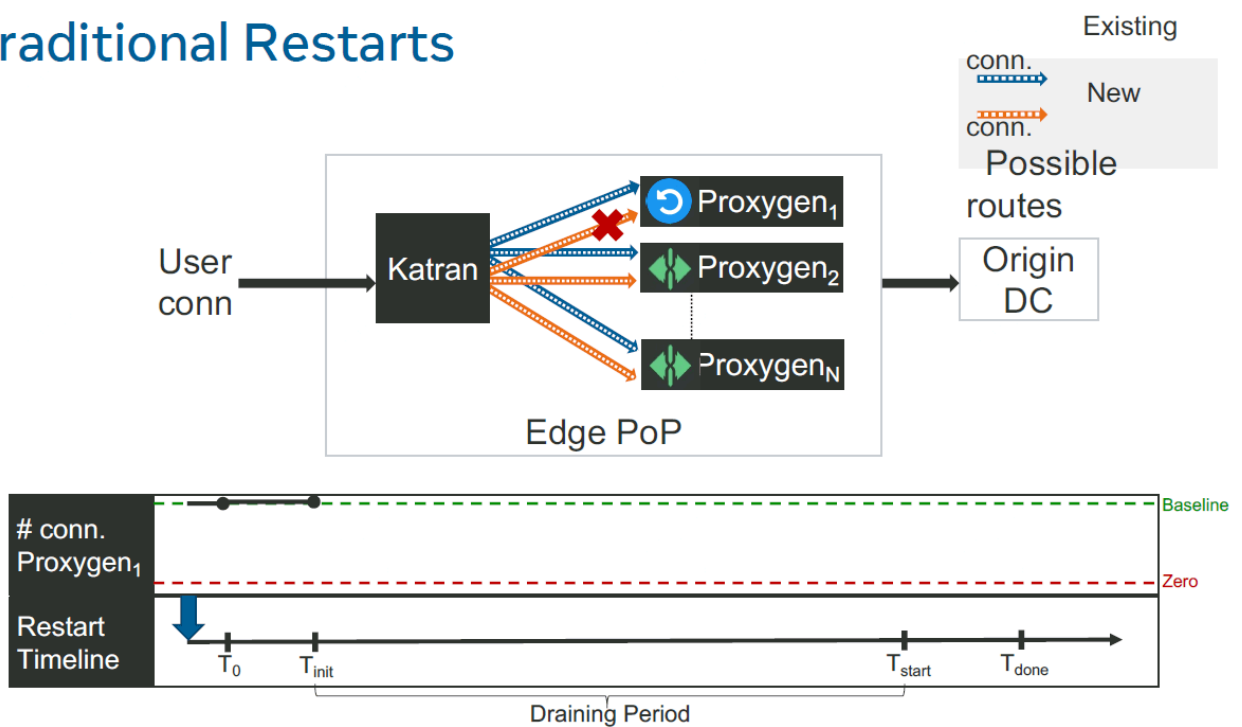 raditional Restarts
Existing
conn.
New
conn.
Possible
routes
User
conn
Katran
Proxygen1
Proxygen2
ProxygenN
Edge PoP
Origin
DC
# conn.
Proxygen1
Baseline
Zero
Restart
Timeline
T0
Tinit
Tstart
Tdone
Draining Period